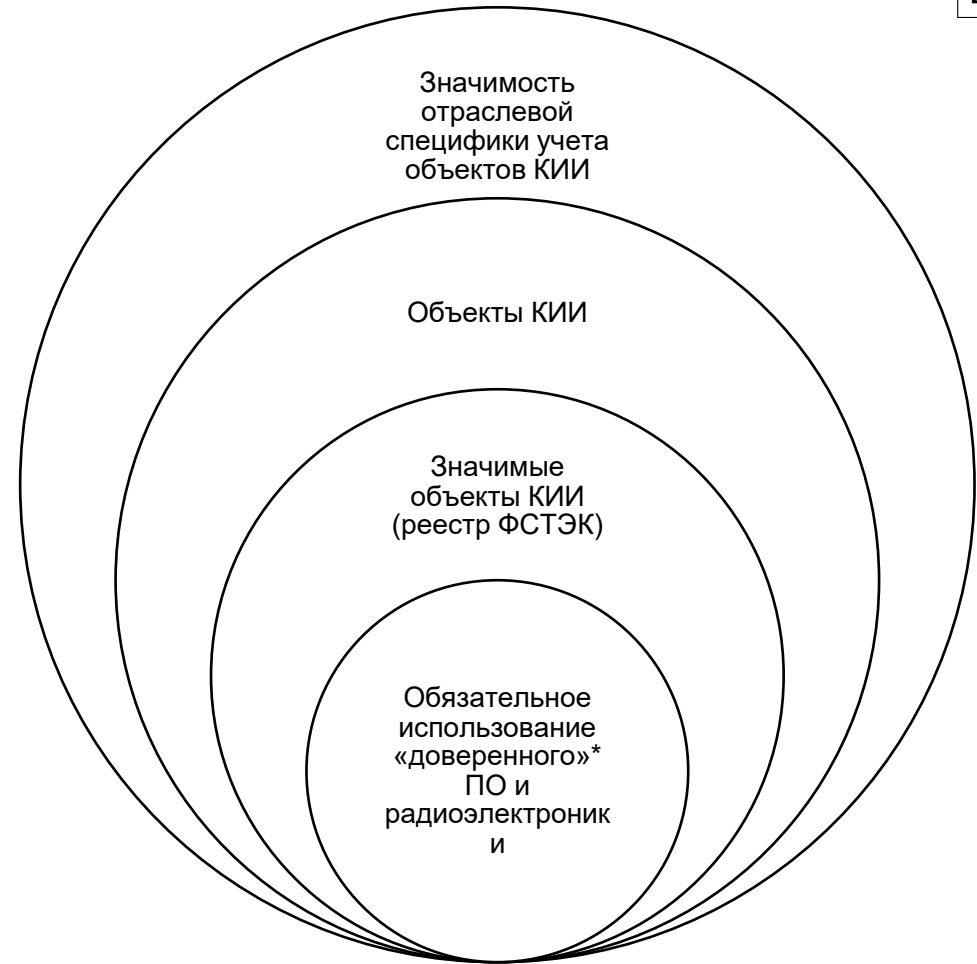 Значимость
отраслевой
специфики учета
объектов КИИ
Объекты КИИ
Значимые
объекты КИИ
(реестр ФСТЭК)
Обязательное
использование
«доверенного»*
ПО и
радиоэлектроник
и